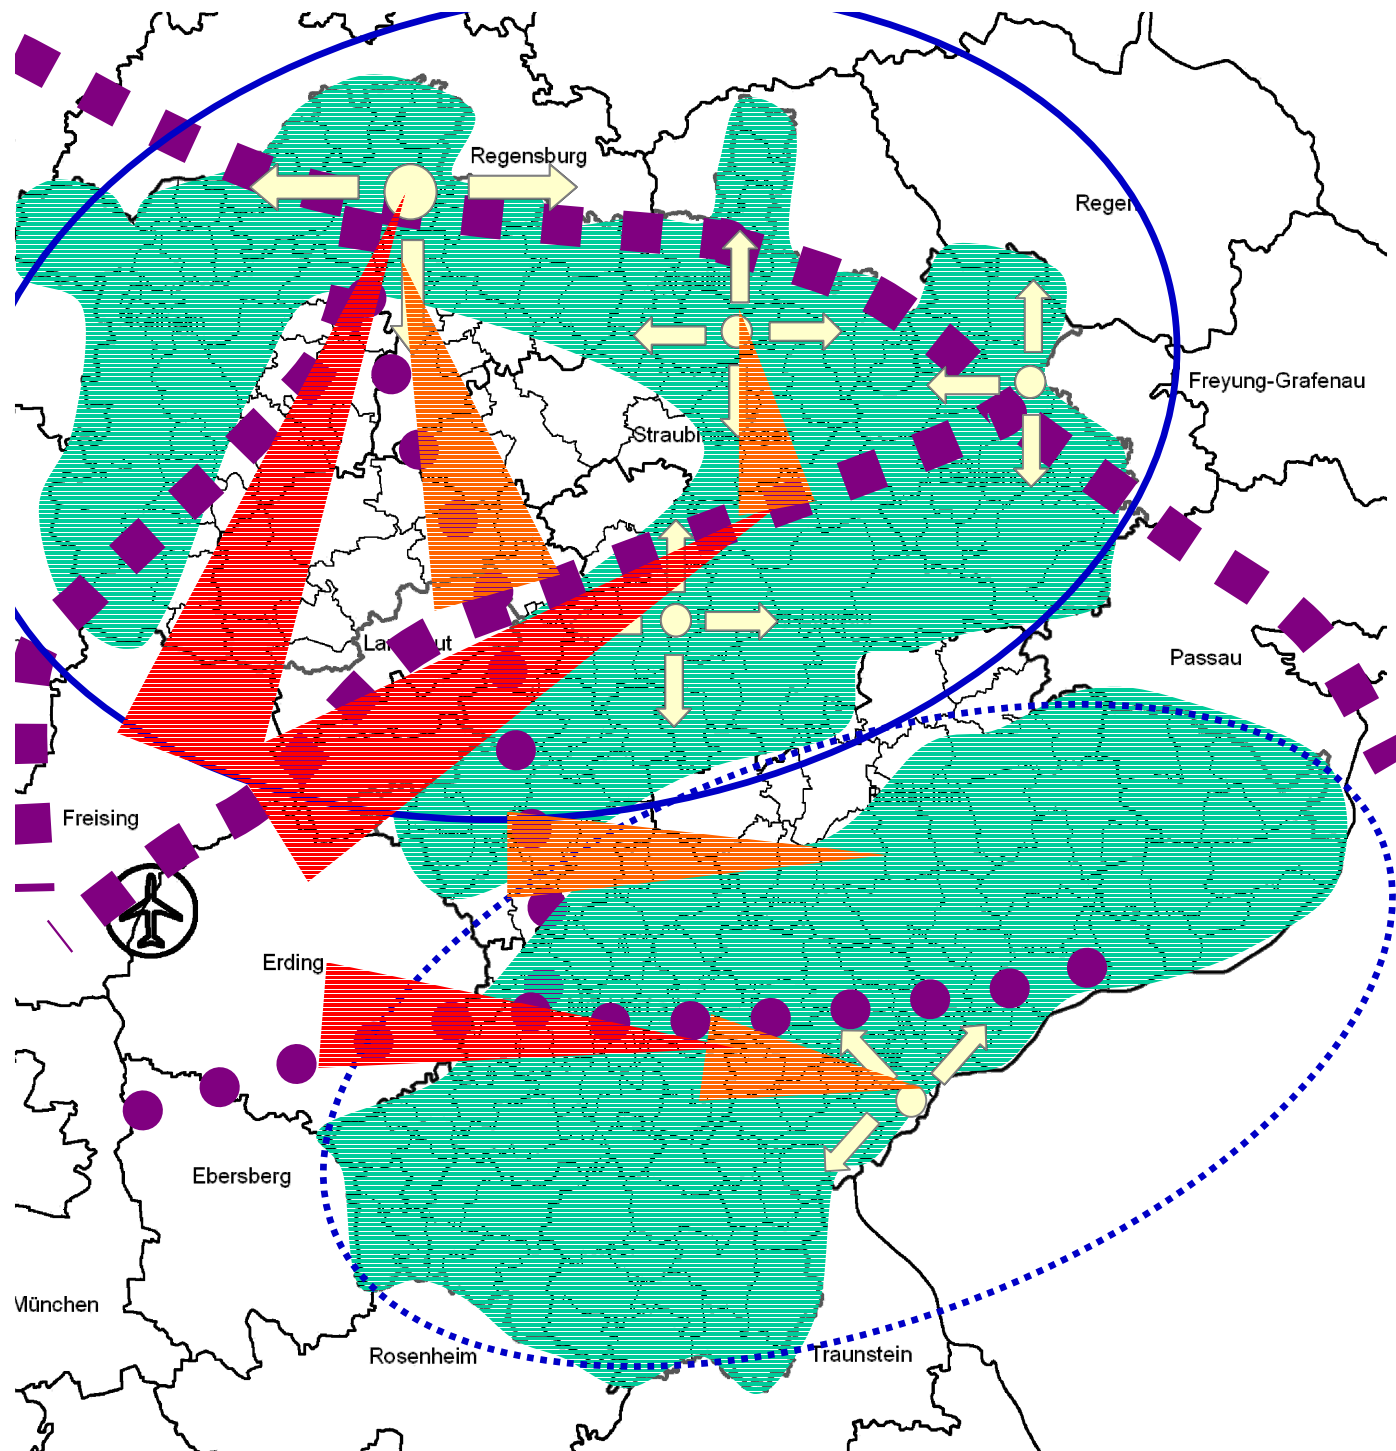 Regensburg
Regen
Freyung-Grafenau
Passau
Freising
Erding
Ebersberg
München
Rosenheim
Traunstein